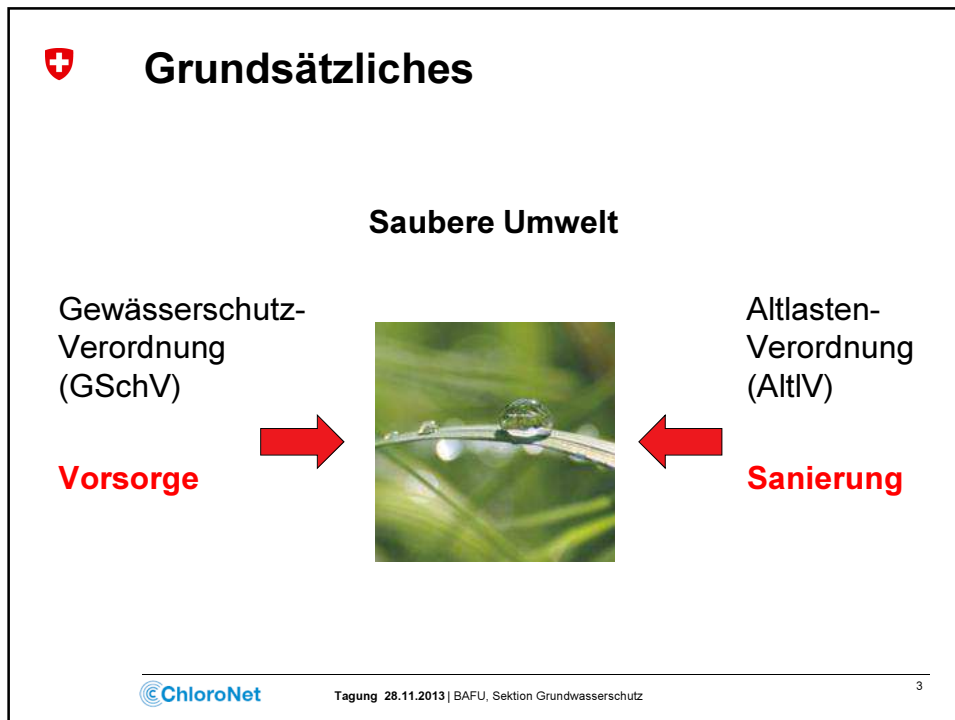 Grundsätzliches
Saubere Umwelt
Gewässerschutz-
Verordnung
(GSchV)
Vorsorge
Altlasten-
Verordnung
(AltlV)
Sanierung
ChloroNet
Tagung 28.11.2013 | BAFU, Sektion Grundwasserschutz
3